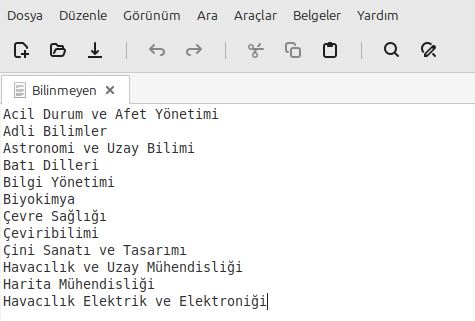 Dosya Düzenle Görünüm Ara Araçlar Belgeler Yardım
Bilinmeyen
Acil Durum ve Afet Yönetimi
Adli Bilimler
Astronomi ve Uzay Bilimi
Batı Dilleri
Bilgi Yönetimi
Biyokimya
Çevre Sağlığı
Çeviribilimi
Çini Sanatı ve Tasarımı
Havacılık ve Uzay Mühendisliği
Harita Mühendisliği
Havacılık Elektrik ve Elektroniği